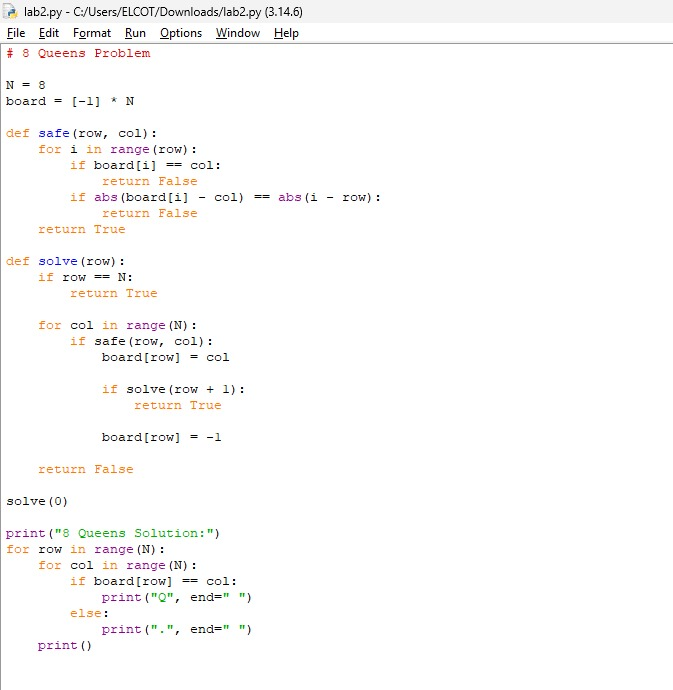 lab2.py - C:/Users/ELCOT/Downloads/lab2.py (3.14.6)
File Edit Format Run Options Window Help
# 8 Queens Problem

N = 8
board = [-1] * N

def safe(row, col):
    for i in range(row):
        if board[i] == col:
            return False
        if abs(board[i] - col) == abs(i - row):
            return False
    return True

def solve(row):
    if row == N:
        return True

    for col in range(N):
        if safe(row, col):
            board[row] = col

            if solve(row + 1):
                return True

            board[row] = -1

    return False

solve(0)

print("8 Queens Solution:")
for row in range(N):
    for col in range(N):
        if board[row] == col:
            print("Q", end=" ")
        else:
            print(".", end=" ")
    print()